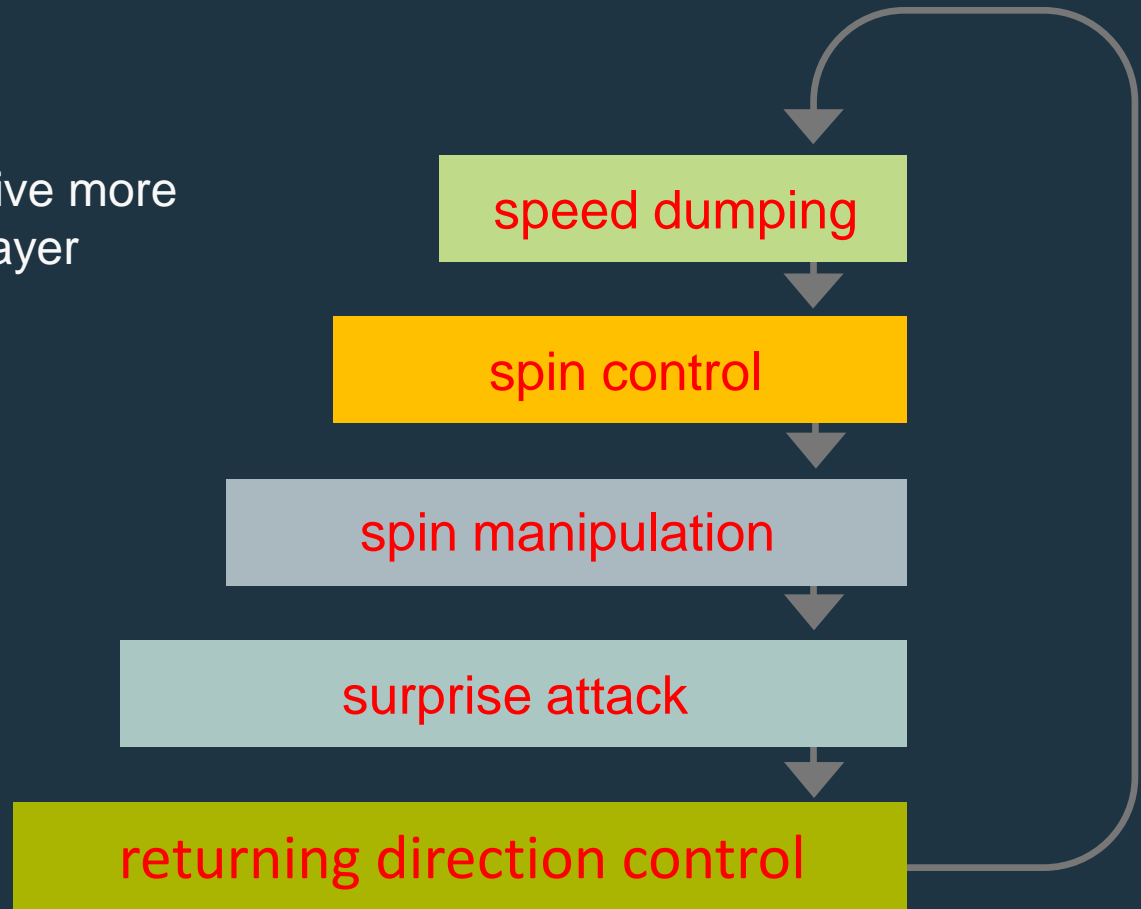 ive more
ayer
speed dumping
spin control
spin manipulation
surprise attack
returning direction control